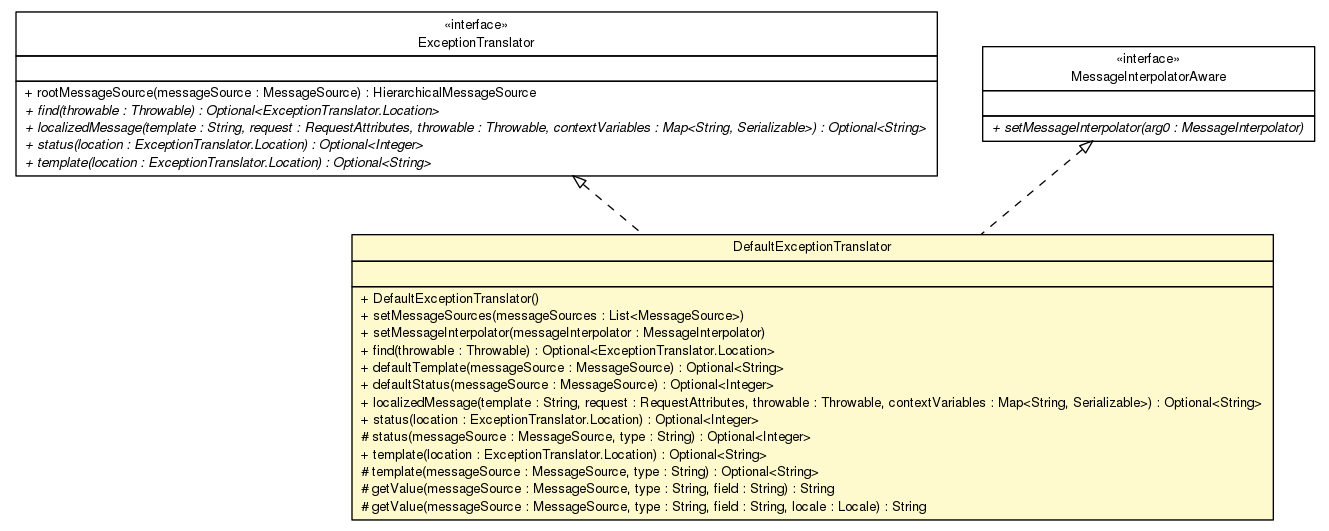 «interface»
ExceptionTranslator
+ rootMessageSource(messageSource : MessageSource) : HierarchicalMessageSource
+ find(throwable : Throwable) : Optional<ExceptionTranslator.Location>
+ localizedMessage(template : String, request : RequestAttributes, throwable : Throwable, contextVariables : Map<String, Serializable>) : Optional<String>
+ status(location : ExceptionTranslator.Location) : Optional<Integer>
+ template(location : ExceptionTranslator.Location) : Optional<String>
«interface»
MessageInterpolatorAware
+ setMessageInterpolator(arg0 : MessageInterpolator)
DefaultExceptionTranslator
+ DefaultExceptionTranslator()
+ setMessageSources(messageSources : List<MessageSource>)
+ setMessageInterpolator(messageInterpolator : MessageInterpolator)
+ find(throwable : Throwable) : Optional<ExceptionTranslator.Location>
+ defaultTemplate(messageSource : MessageSource) : Optional<String>
+ defaultStatus(messageSource : MessageSource) : Optional<Integer>
+ localizedMessage(template : String, request : RequestAttributes, throwable : Throwable, contextVariables : Map<String, Serializable>) : Optional<String>
+ status(location : ExceptionTranslator.Location) : Optional<Integer>
# status(messageSource : MessageSource, type : String) : Optional<Integer>
+ template(location : ExceptionTranslator.Location) : Optional<String>
# template(messageSource : MessageSource, type : String) : Optional<String>
# getValue(messageSource : MessageSource, type : String, field : String) : String
# getValue(messageSource : MessageSource, type : String, field : String, locale : Locale) : String